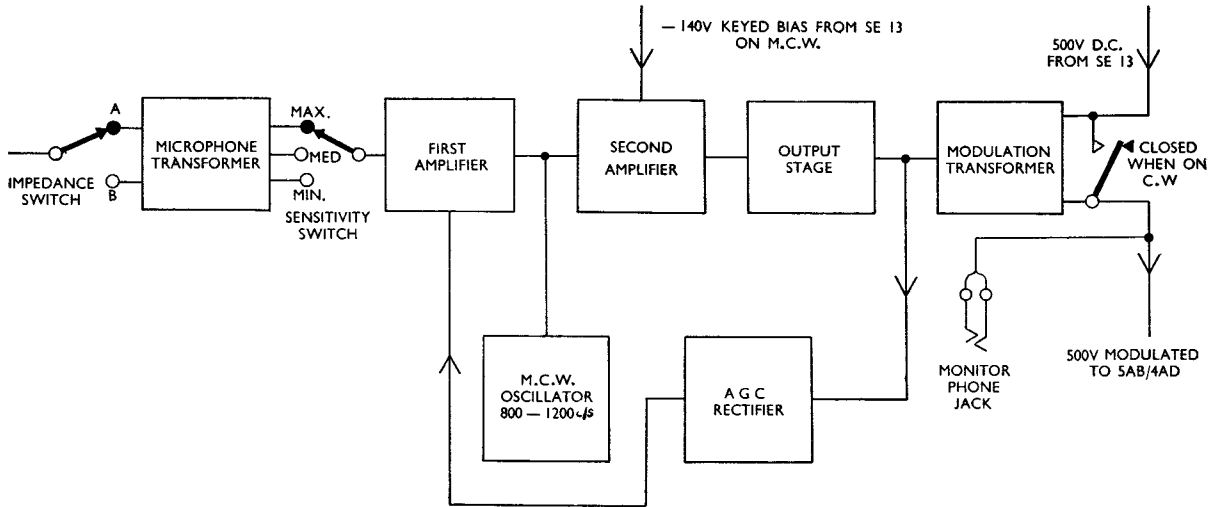 — 140V KEYED BIAS FROM SE 13
ON M.C.W.
500V D.C.
FROM SE 13
A
B
IMPEDANCE
SWITCH
MICROPHONE
TRANSFORMER
MAX.
MED
MIN.
SENSITIVITY
SWITCH
FIRST
AMPLIFIER
SECOND
AMPLIFIER
OUTPUT
STAGE
MODULATION
TRANSFORMER
CLOSED
WHEN ON
C.W
M.C.W.
OSCILLATOR
800 — 1200 c/s
A G C
RECTIFIER
MONITOR
PHONE
JACK
500V MODULATED
TO 5AB/4AD